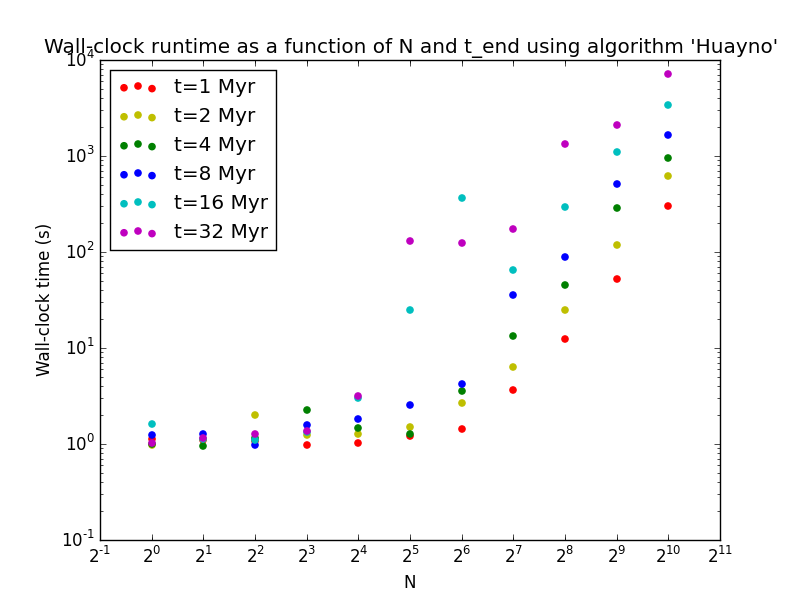 Wall-clock runtime as a function of N and t_end using algorithm 'Huayno'
10^4
10^3
10^2
10^1
10^0
10^-1
Wall-clock time (s)
t=1 Myr
t=2 Myr
t=4 Myr
t=8 Myr
t=16 Myr
t=32 Myr
2^-1 2^0 2^1 2^2 2^3 2^4 2^5 2^6 2^7 2^8 2^9 2^10 2^11
N